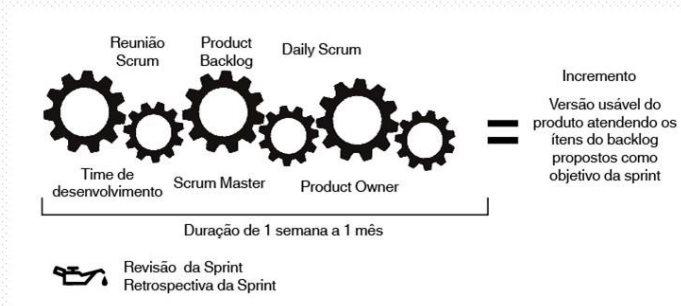 Reunião
Scrum
Product
Backlog
Daily Scrum
Time de
desenvolvimento
Scrum Master
Product Owner
Duração de 1 semana a 1 mês
Incremento
Versão usável do
produto atendendo os
ítens do backlog
propostos como
objetivo da sprint
Revisão da Sprint
Retrospectiva da Sprint